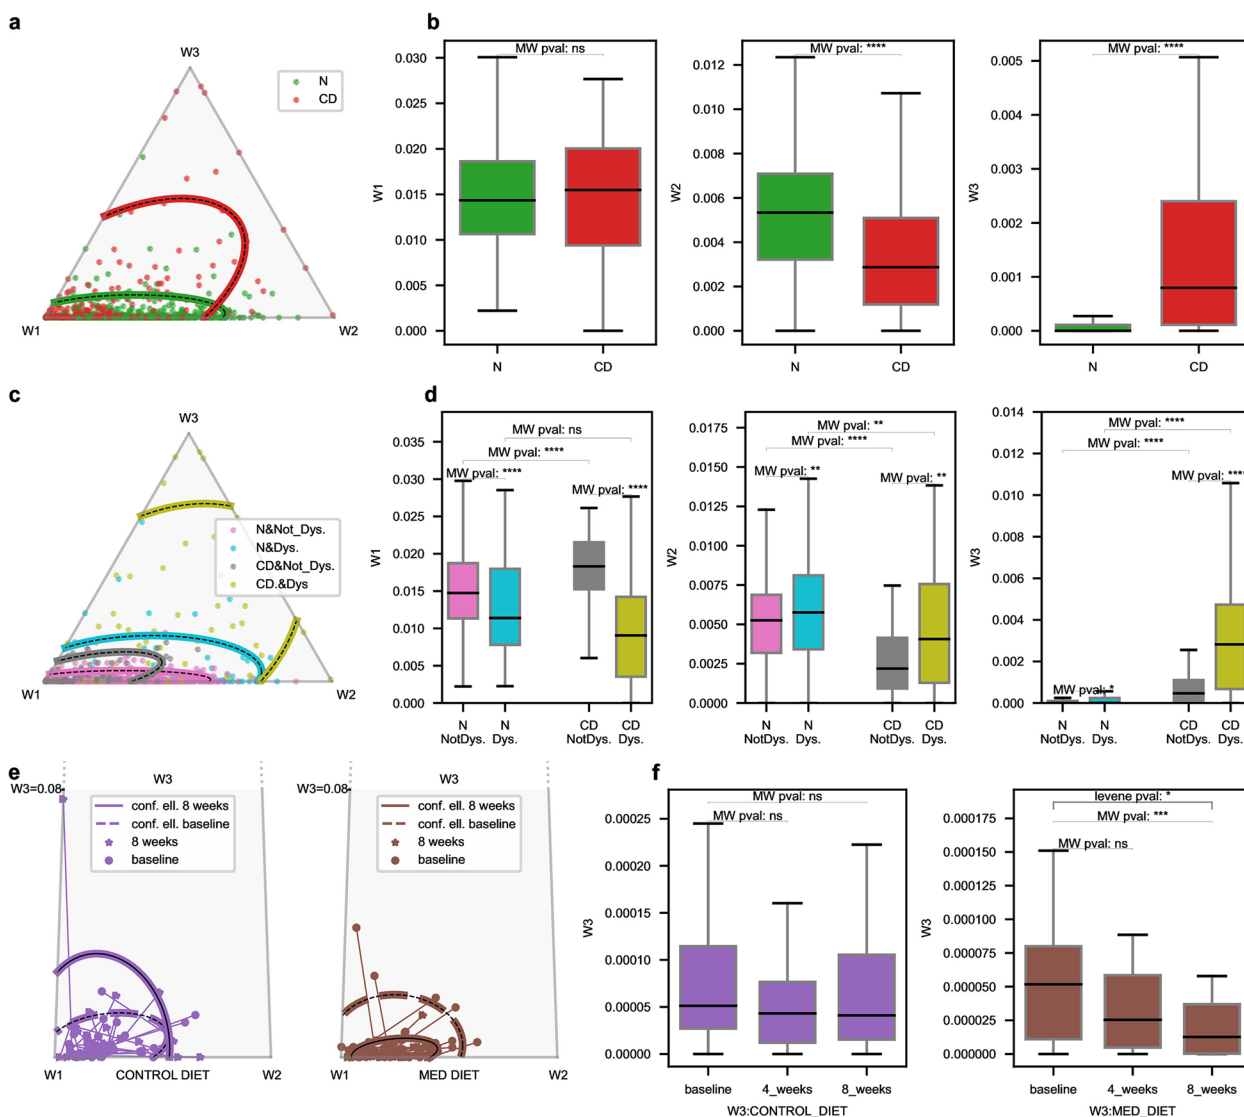 a
W3
N
CD
W1
W2
b
MW pval: ns
0.030
0.025
0.020
0.015
0.010
0.005
0.000
W1
N
CD
MW pval: ****
0.012
0.010
0.008
0.006
0.004
0.002
0.000
W2
N
CD
MW pval: ****
0.005
0.004
0.003
0.002
0.001
0.000
W3
N
CD
c
W3
N&Not_Dys.
N&Dys.
CD&Not_Dys.
CD.&Dys
W1
W2
d
MW pval: ns
MW pval: ****
MW pval: ****
MW pval: ****
0.035
0.030
0.025
0.020
0.015
0.010
0.005
0.000
W1
N
NotDys.
N
Dys.
CD
NotDys.
CD
Dys.
MW pval: **
MW pval: ****
MW pval: **
MW pval: **
0.0175
0.0150
0.0125
0.0100
0.0075
0.0050
0.0025
0.0000
W2
N
NotDys.
N
Dys.
CD
NotDys.
CD
Dys.
MW pval: ****
MW pval: ****
MW pval: ****
MW pval: *
0.014
0.012
0.010
0.008
0.006
0.004
0.002
0.000
W3
N
NotDys.
N
Dys.
CD
NotDys.
CD
Dys.
e
W3
W3=0.08
conf. ell. 8 weeks
conf. ell. baseline
8 weeks
baseline
W1
CONTROL DIET
W2
W3
W3=0.08
conf. ell. 8 weeks
conf. ell. baseline
8 weeks
baseline
W1
MED DIET
W2
f
MW pval: ns
MW pval: ns
0.00025
0.00020
0.00015
0.00010
0.00005
0.00000
W3
baseline
4_weeks
8_weeks
W3:CONTROL_DIET
levene pval: *
MW pval: ***
MW pval: ns
0.000175
0.000150
0.000125
0.000100
0.000075
0.000050
0.000025
0.000000
W3
baseline
4_weeks
8_weeks
W3:MED_DIET